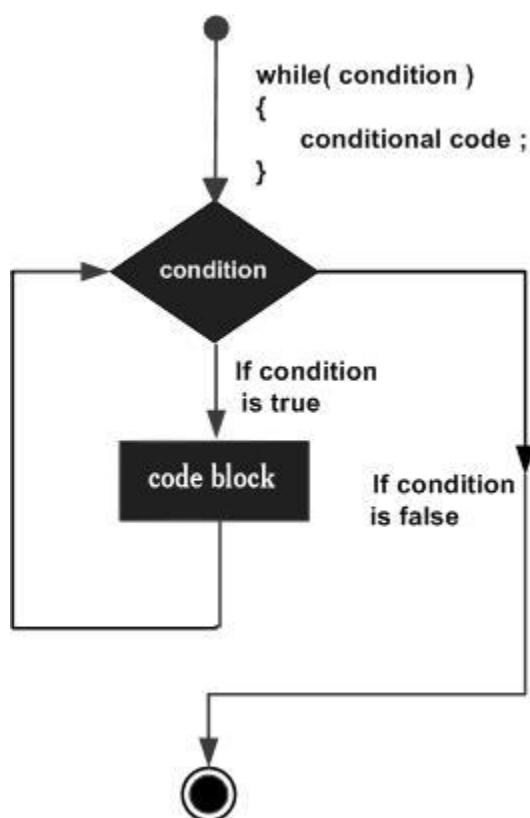 while( condition )
{
conditional code ;
}
condition
If condition
is true
code block
If condition
is false